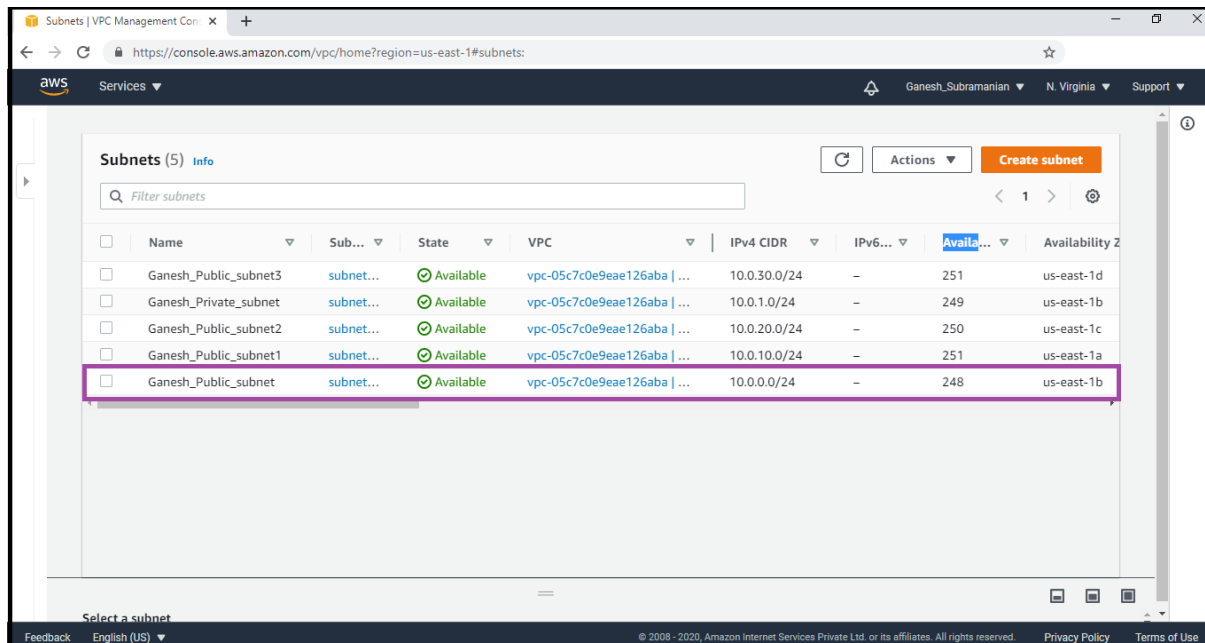 Subnets | VPC Management Con
https://console.aws.amazon.com/vpc/home?region=us-east-1#subnets:
aws Services Ganesh_Subramanian N. Virginia Support
Subnets (5) Info Actions Create subnet
Filter subnets 1
Name Sub... State VPC IPv4 CIDR IPv6... Availa... Availability Z
Ganesh_Public_subnet3 subnet... Available vpc-05c7c0e9eae126aba | ... 10.0.30.0/24 – 251 us-east-1d
Ganesh_Private_subnet subnet... Available vpc-05c7c0e9eae126aba | ... 10.0.1.0/24 – 249 us-east-1b
Ganesh_Public_subnet2 subnet... Available vpc-05c7c0e9eae126aba | ... 10.0.20.0/24 – 250 us-east-1c
Ganesh_Public_subnet1 subnet... Available vpc-05c7c0e9eae126aba | ... 10.0.10.0/24 – 251 us-east-1a
Ganesh_Public_subnet subnet... Available vpc-05c7c0e9eae126aba | ... 10.0.0.0/24 – 248 us-east-1b
Select a subnet
Feedback English (US) © 2008 - 2020, Amazon Internet Services Private Ltd. or its affiliates. All rights reserved. Privacy Policy Terms of Use